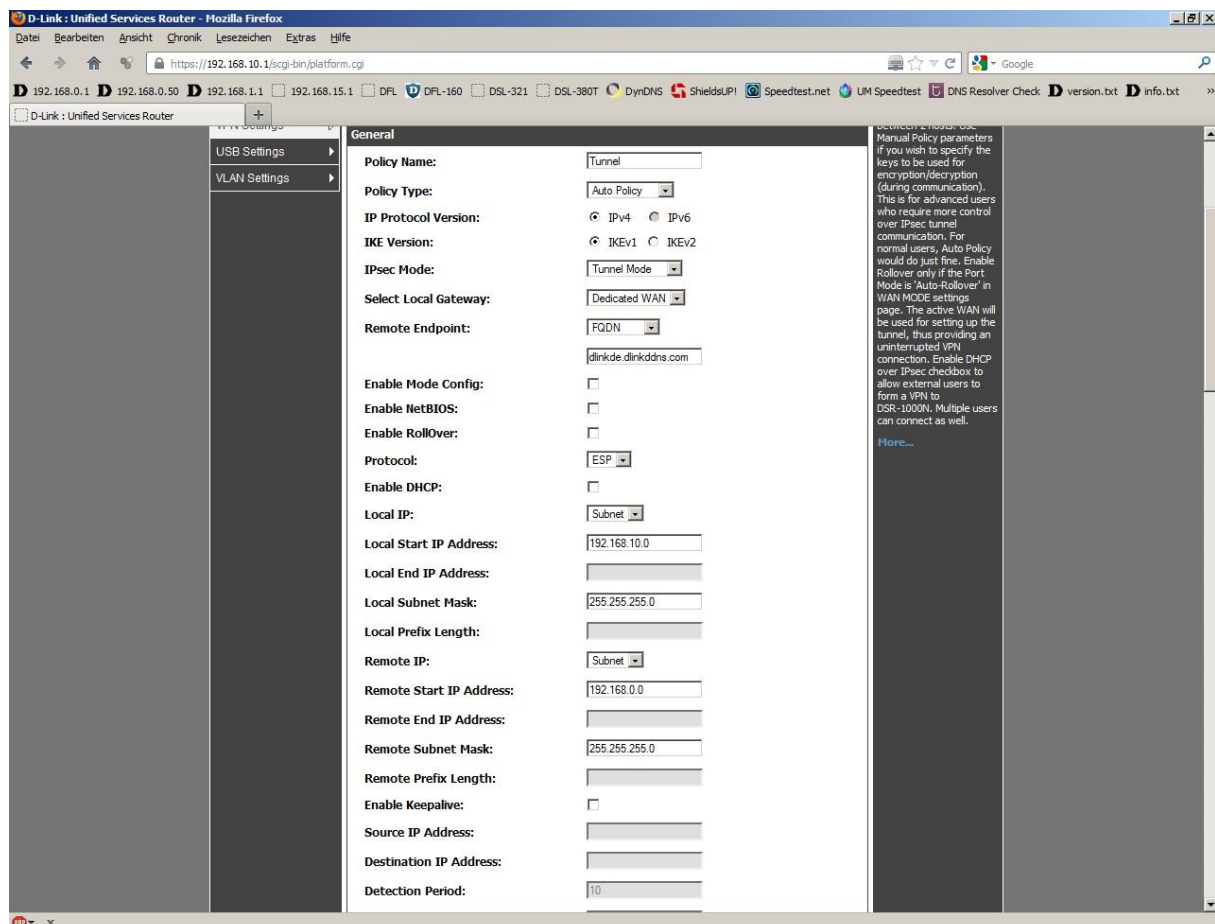 D-Link : Unified Services Router - Mozilla Firefox
Datei Bearbeiten Ansicht Chronik Lesezeichen Extras Hilfe
https://192.168.10.1/scgi-bin/platform.cgi
Google
192.168.0.1 192.168.0.50 192.168.1.1 192.168.15.1 DFL DFL-160 DSL-321 DSL-380T DynDNS ShieldsUP! Speedtest.net UM Speedtest DNS Resolver Check version.txt info.txt »
D-Link : Unified Services Router +
VPN Settings
USB Settings
VLAN Settings
General
Policy Name: Tunnel
Policy Type: Auto Policy
IP Protocol Version: IPv4 IPv6
IKE Version: IKEv1 IKEv2
IPsec Mode: Tunnel Mode
Select Local Gateway: Dedicated WAN
Remote Endpoint: FQDN
dlinkde.dlinkddns.com
Enable Mode Config:
Enable NetBIOS:
Enable RollOver:
Protocol: ESP
Enable DHCP:
Local IP: Subnet
Local Start IP Address: 192.168.10.0
Local End IP Address:
Local Subnet Mask: 255.255.255.0
Local Prefix Length:
Remote IP: Subnet
Remote Start IP Address: 192.168.0.0
Remote End IP Address:
Remote Subnet Mask: 255.255.255.0
Remote Prefix Length:
Enable Keepalive:
Source IP Address:
Destination IP Address:
Detection Period: 10
between 2 hosts. Use
Manual Policy parameters
if you wish to specify the
keys to be used for
encryption/decryption
(during communication).
This is for advanced users
who require more control
over IPsec tunnel
communication. For
normal users, Auto Policy
would do just fine. Enable
Rollover only if the Port
Mode is 'Auto-Rollover' in
WAN MODE settings
page. The active WAN will
be used for setting up the
tunnel, thus providing an
uninterrupted VPN
connection. Enable DHCP
over IPsec checkbox to
allow external users to
form a VPN to
DSR-1000N. Multiple users
can connect as well.
More...
ABP